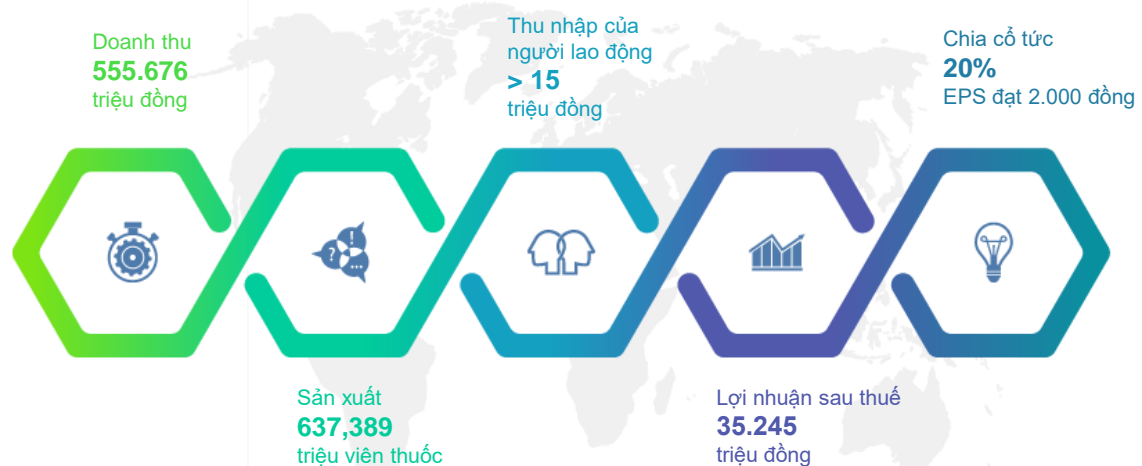 Doanh thu
555.676
triệu đồng
Sản xuất
637,389
triệu viên thuốc
Thu nhập của
người lao động
> 15
triệu đồng
Lợi nhuận sau thuế
35.245
triệu đồng
Chia cổ tức
20%
EPS đạt 2.000 đồng
? ! ...